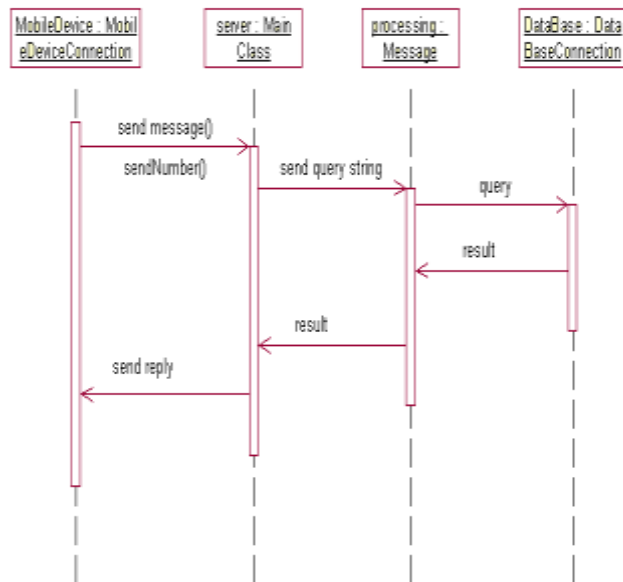 MobileDevice : Mobil
eDeviceConnection
server : Main
Class
processing :
Message
DataBase : Data
BaseConnection
send message()
sendNumber()
send query string
query
result
result
send reply